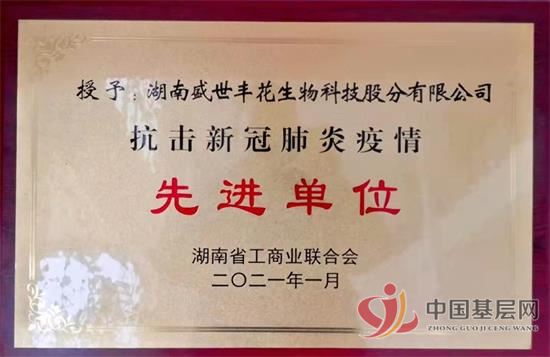 授予：湖南盛世丰花生物科技股份有限公司
抗击新冠肺炎疫情
先进单位
湖南省工商业联合会
二〇二一年一月
中国基层网
ZHONG GUO JI CENG WANG